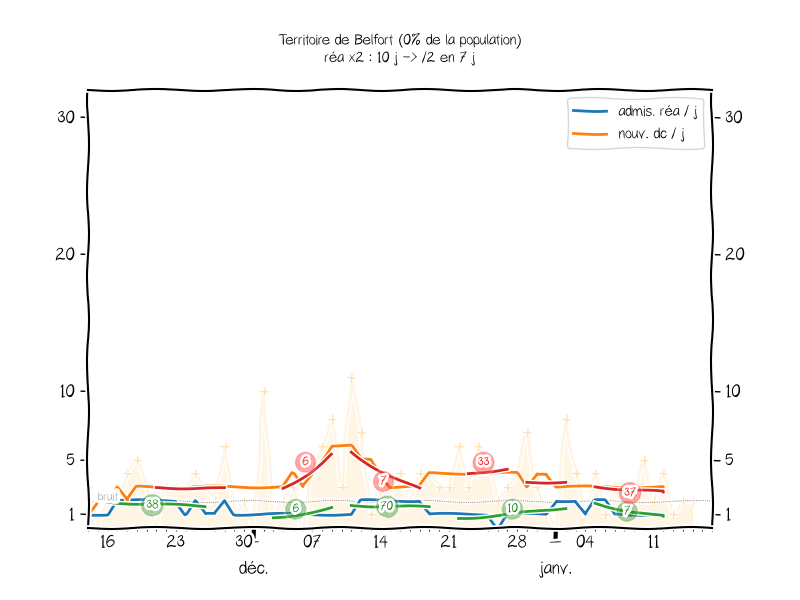 Territoire de Belfort (0% de la population)
réa x2 : 10 j -> /2 en 7 j
admis. réa / j
nouv. dc / j
30 30
20 20
10 10
5 5
1 1
bruit
6 7 33 37
38 6 70 10 7
16 23 30 07 14 21 28 04 11
déc. janv.